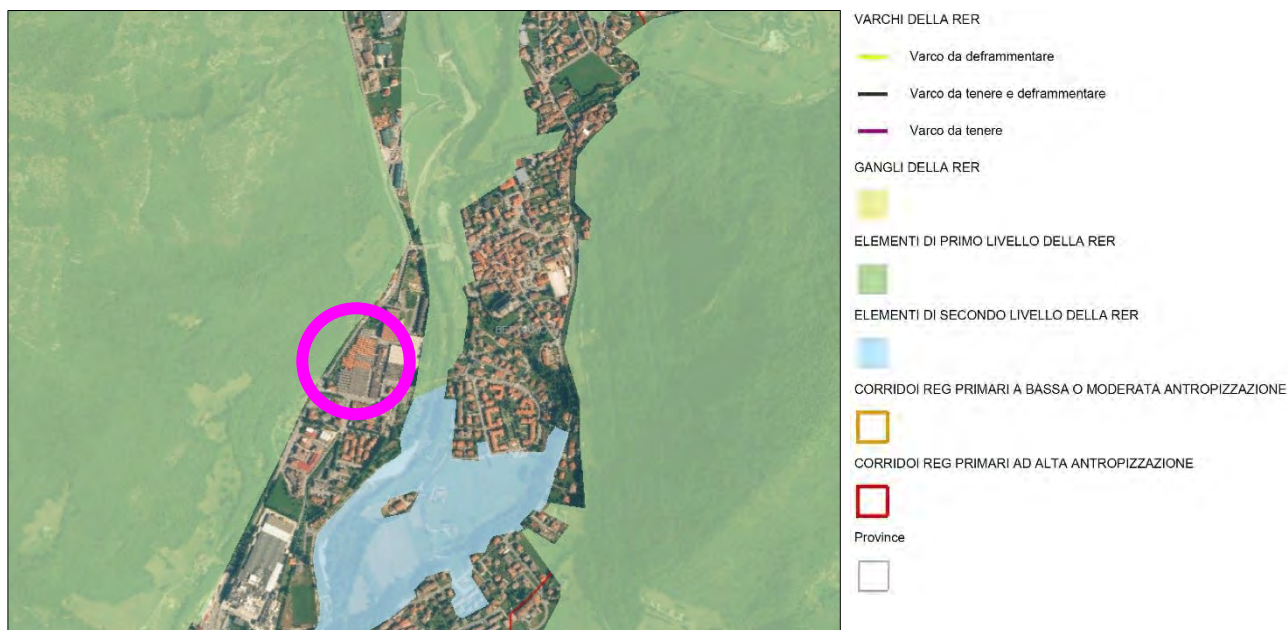 VARCHI DELLA RER
Varco da deframmentare
Varco da tenere e deframmentare
Varco da tenere
GANGLI DELLA RER
ELEMENTI DI PRIMO LIVELLO DELLA RER
ELEMENTI DI SECONDO LIVELLO DELLA RER
CORRIDOI REG PRIMARI A BASSA O MODERATA ANTROPIZZAZIONE
CORRIDOI REG PRIMARI AD ALTA ANTROPIZZAZIONE
Province